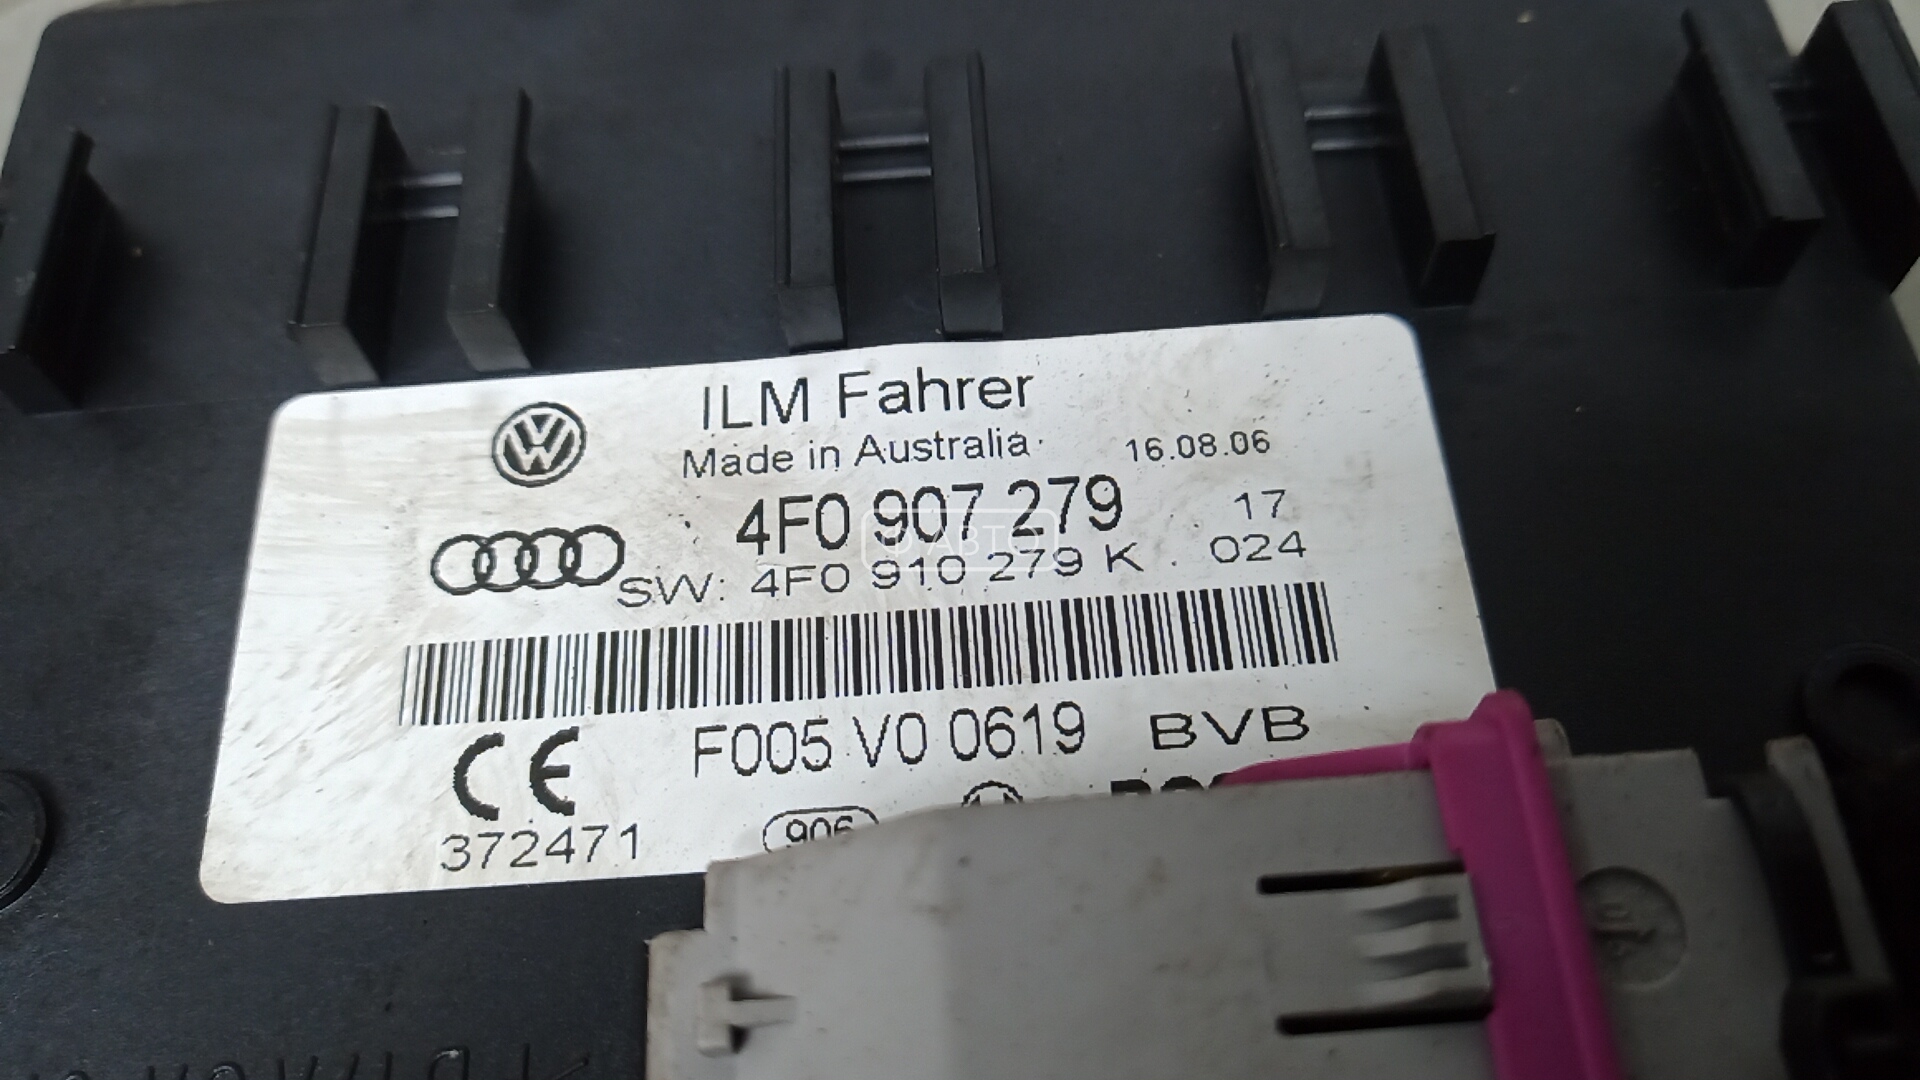 ILM Fahrer
Made in Australia 16.08.06
4F0 907 279 17
SW: 4F0 910 279 K 024
Ф АВТО
F005 V0 0619 BVB
CE
372471
906